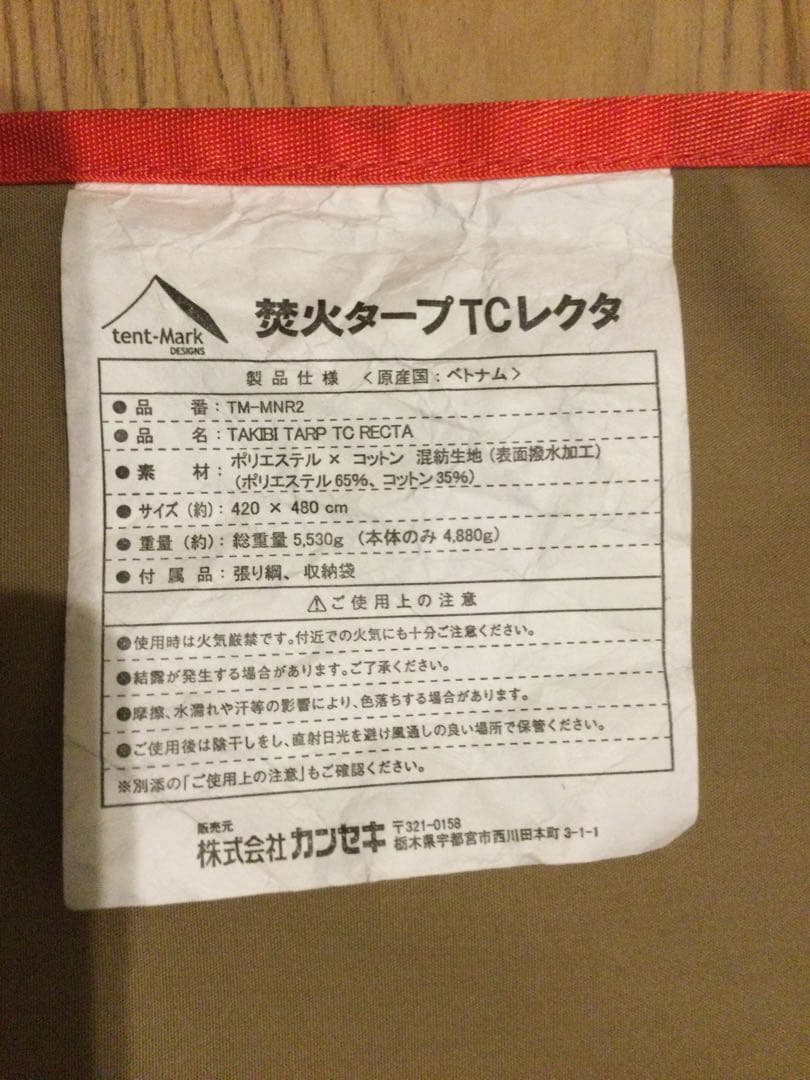 tent-Mark
DESIGNS
焚火タープTCレクタ
製品仕様 〈原産国：ベトナム〉
●品　番：TM-MNR2
●品　名：TAKIBI TARP TC RECTA
●素　材：ポリエステル × コットン 混紡生地（表面撥水加工）
（ポリエステル65%、コットン35%）
●サイズ（約）：420 × 480 cm
●重量（約）：総重量 5,530g （本体のみ 4,880g）
●付属品：張り綱、収納袋
⚠ご使用上の注意
●使用時は火気厳禁です。付近での火気にも十分ご注意ください。
●結露が発生する場合があります。ご了承ください。
●摩擦、水濡れや汗等の影響により、色落ちする場合があります。
●ご使用後は陰干しをし、直射日光を避け風通しの良い場所で保管ください。
※別添の「ご使用上の注意」もご確認ください。
販売元
株式会社カンセキ
〒321-0158
栃木県宇都宮市西川田本町 3-1-1